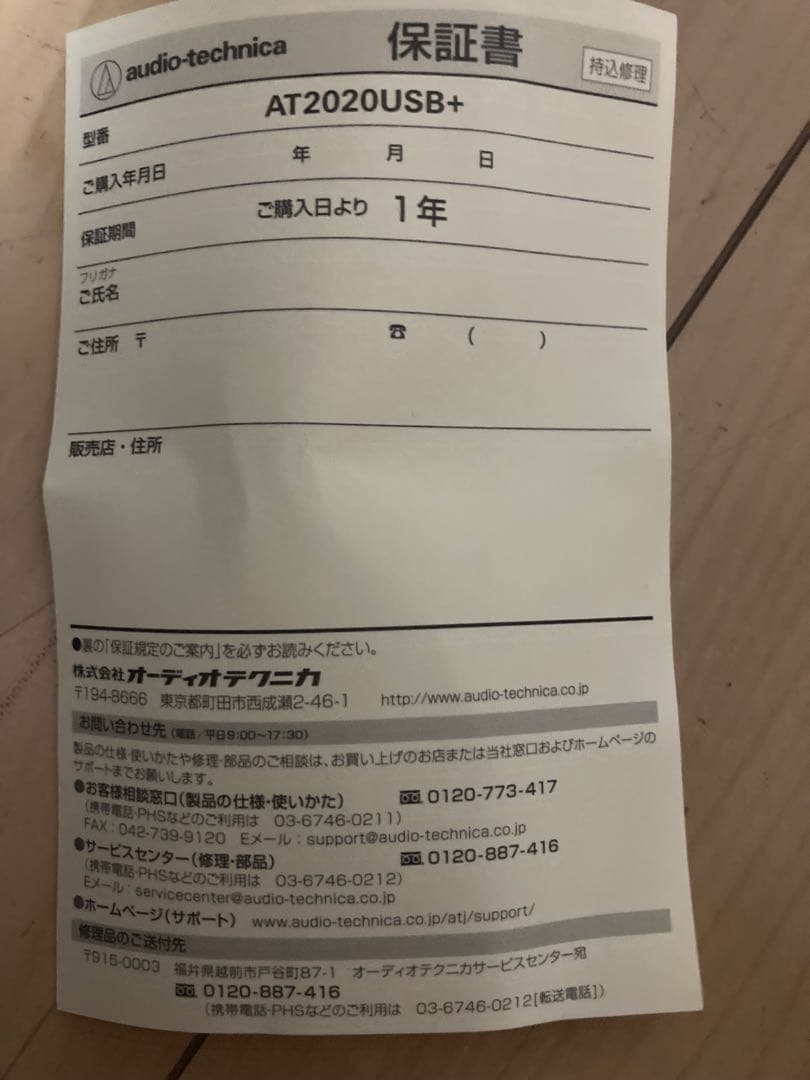 audio-technica 保証書 持込修理
型番 AT2020USB+
ご購入年月日 年 月 日
保証期間 ご購入日より 1年
フリガナ
ご氏名
ご住所 〒 ☎ ( )
販売店・住所
●裏の「保証規定のご案内」を必ずお読みください。
株式会社オーディオテクニカ
〒194-8666 東京都町田市西成瀬2-46-1 http://www.audio-technica.co.jp
お問い合わせ先(電話/平日9:00〜17:30)
製品の仕様・使いかたや修理・部品のご相談は、お買い上げのお店または当社窓口およびホームページの
サポートまでお願いします。
●お客様相談窓口(製品の仕様・使いかた) 0120-773-417
(携帯電話・PHSなどのご利用は 03-6746-0211)
FAX:042-739-9120 Eメール:support@audio-technica.co.jp
●サービスセンター(修理・部品) 0120-887-416
(携帯電話・PHSなどのご利用は 03-6746-0212)
Eメール:servicecenter@audio-technica.co.jp
●ホームページ(サポート) www.audio-technica.co.jp/atj/support/
修理品のご送付先
〒915-0003 福井県越前市戸谷町87-1 オーディオテクニカサービスセンター宛
0120-887-416
(携帯電話・PHSなどのご利用は 03-6746-0212[転送電話])